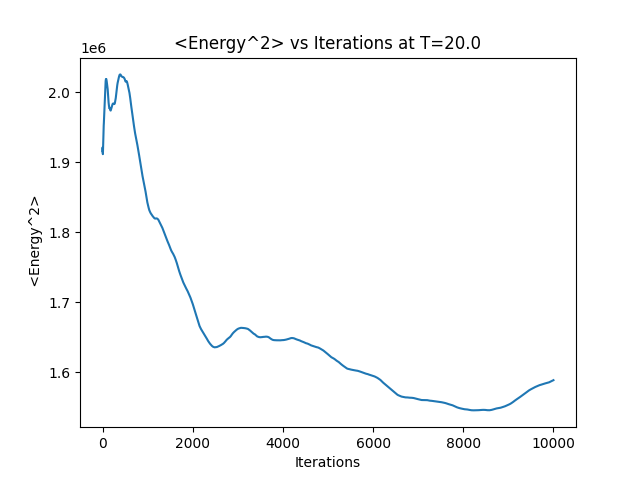 <Energy^2> vs Iterations at T=20.0
1e6
2.0
1.9
1.8
1.7
1.6
<Energy^2>
0 2000 4000 6000 8000 10000
Iterations